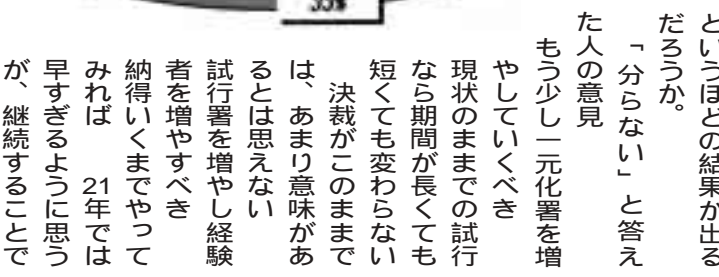 というほどの結果が出る
だろうか。
「分らない」と答え
た人の意見
もう少し一元化署を増
やしていくべき
現状のままでの試行
なら期間が長くても
短くても変わらない
決裁がこのままで
は、あまり意味があ
るとは思えない
試行署を増やし経験
者を増やすべき
納得いくまでやって
みれば 21年では
早すぎるように思う
が、継続することで